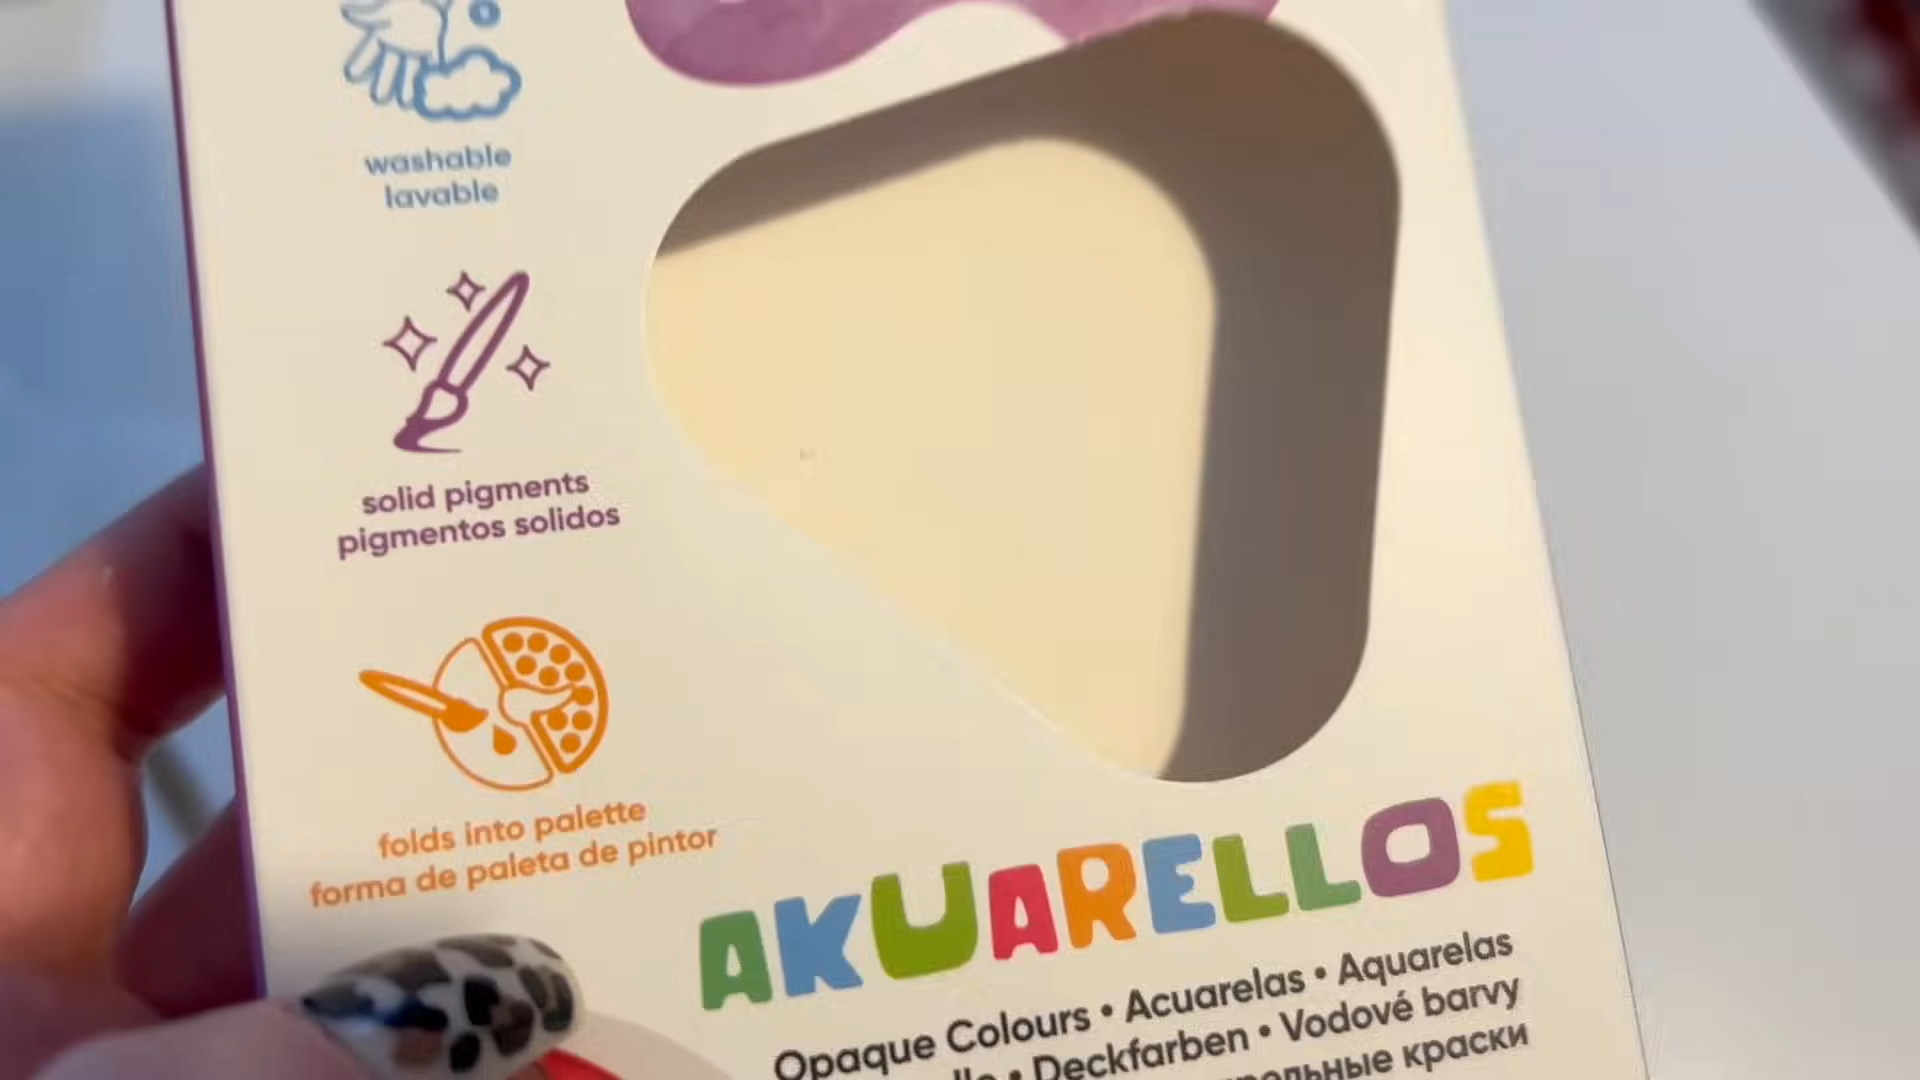 washable
lavable
solid pigments
pigmentos solidos
folds into palette
forma de paleta de pintor
AKUARELLOS
Opaque Colours • Acuarelas • Aquarelas
• Deckfarben • Vodové barvy
краски